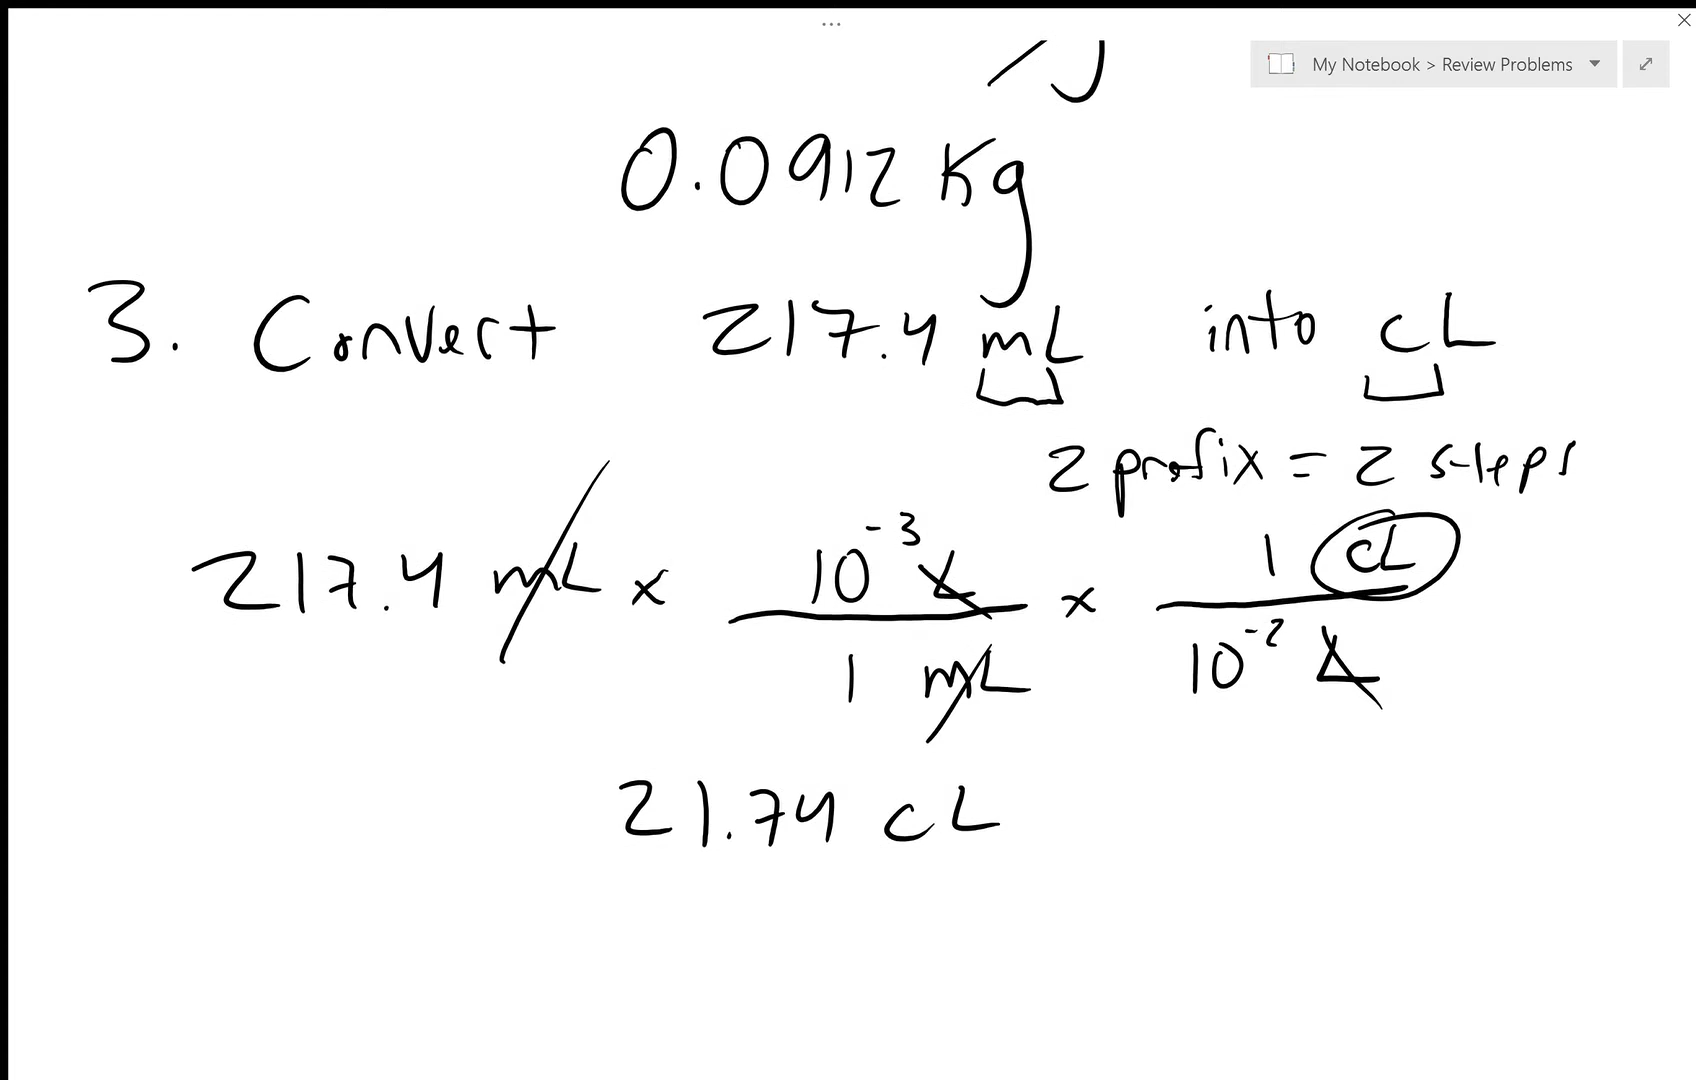 ...
My Notebook > Review Problems
0.0912 Kg
3. Convert 217.4 mL into cL
2 prefix = 2 steps
217.4 mL x 10^-3 L / 1 mL x 1 cL / 10^-2 L
21.74 cL